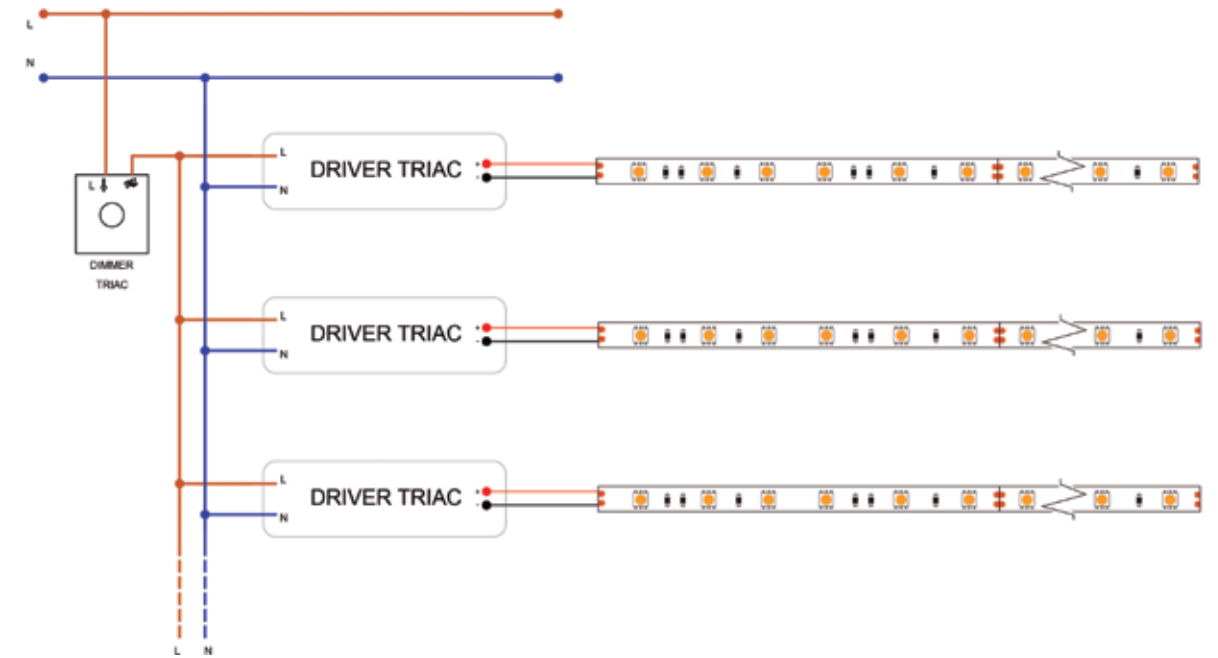 L
N
L
DRIVER TRIAC
+
-
N
L
DIMMER
TRIAC
L
DRIVER TRIAC
+
-
N
L
DRIVER TRIAC
+
-
N
L N